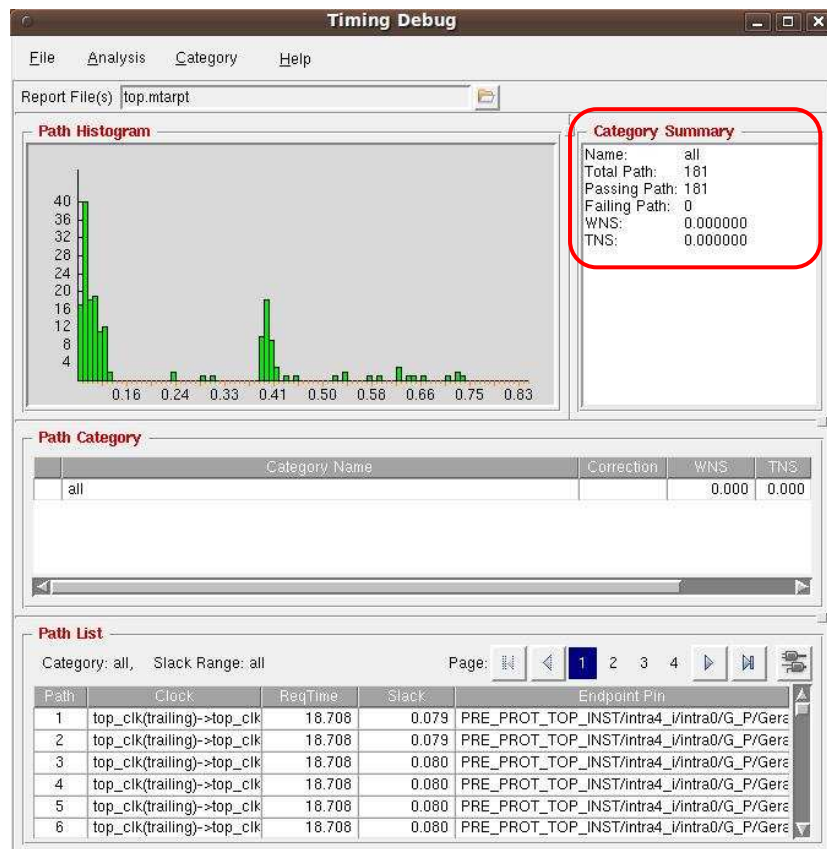 Timing Debug
File Analysis Category Help
Report File(s) top.mtarpt
Path Histogram
40
36
32
28
24
20
16
12
8
4
0.16 0.24 0.33 0.41 0.50 0.58 0.66 0.75 0.83
Category Summary
Name: all
Total Path: 181
Passing Path: 181
Failing Path: 0
WNS: 0.000000
TNS: 0.000000
Path Category
Category Name Correction WNS TNS
all 0.000 0.000
Path List
Category: all, Slack Range: all Page: 1 2 3 4
Path Clock ReqTime Slack Endpoint Pin
1 top_clk(trailing)->top_clk 18.708 0.079 PRE_PROT_TOP_INST/intra4_i/intra0/G_P/Gera
2 top_clk(trailing)->top_clk 18.708 0.079 PRE_PROT_TOP_INST/intra4_i/intra0/G_P/Gera
3 top_clk(trailing)->top_clk 18.708 0.080 PRE_PROT_TOP_INST/intra4_i/intra0/G_P/Gera
4 top_clk(trailing)->top_clk 18.708 0.080 PRE_PROT_TOP_INST/intra4_i/intra0/G_P/Gera
5 top_clk(trailing)->top_clk 18.708 0.080 PRE_PROT_TOP_INST/intra4_i/intra0/G_P/Gera
6 top_clk(trailing)->top_clk 18.708 0.080 PRE_PROT_TOP_INST/intra4_i/intra0/G_P/Gera